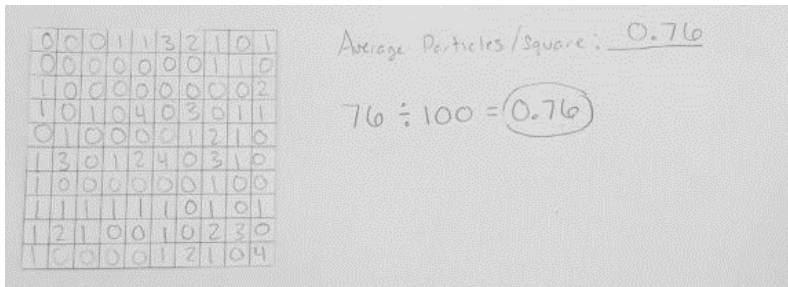 0 0 0 1 1 3 2 1 0 1
0 0 0 0 0 0 0 1 1 0
1 0 0 0 0 0 0 0 0 2
1 0 1 0 4 0 3 0 1 1
0 1 0 0 0 0 1 2 1 0
1 3 0 1 2 4 0 3 1 0
1 0 0 0 0 0 0 1 0 0
1 1 1 1 1 1 0 1 0 1
1 2 1 0 0 1 0 2 3 0
1 0 0 0 0 1 2 1 0 4
Average Particles/Square: 0.76
76 ÷ 100 = 0.76